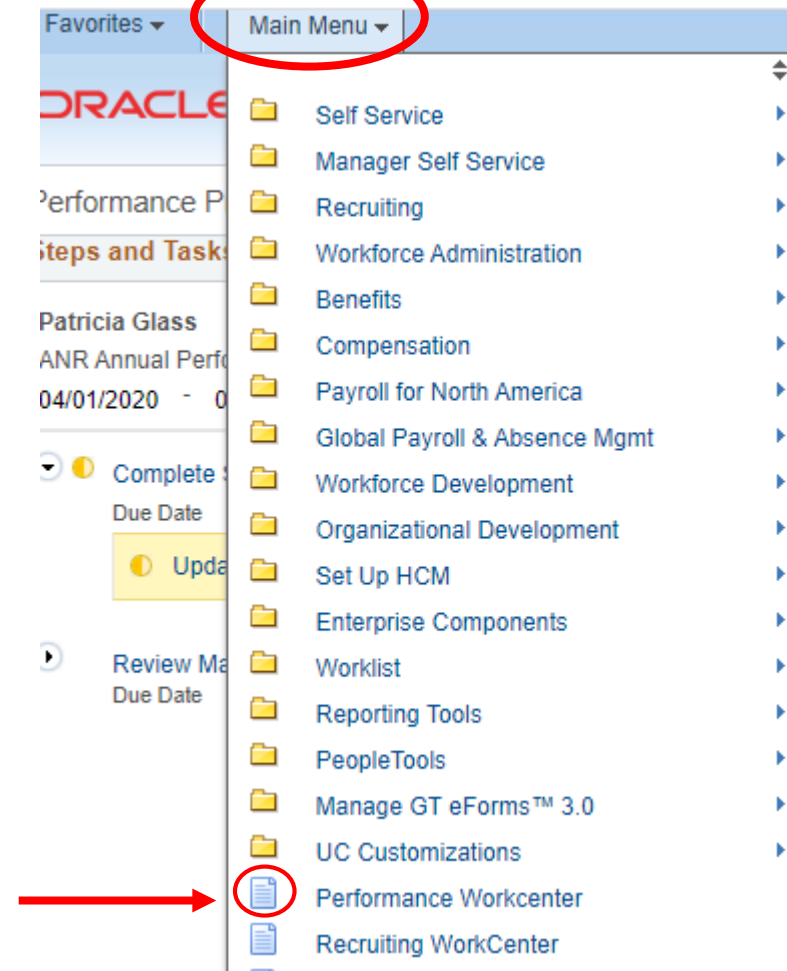 Favorites Main Menu
ORACLE
Performance P
Steps and Tasks
Patricia Glass
ANR Annual Perfo
04/01/2020 - 0
Complete S
Due Date
Upda
Review Ma
Due Date
Self Service
Manager Self Service
Recruiting
Workforce Administration
Benefits
Compensation
Payroll for North America
Global Payroll & Absence Mgmt
Workforce Development
Organizational Development
Set Up HCM
Enterprise Components
Worklist
Reporting Tools
PeopleTools
Manage GT eForms™ 3.0
UC Customizations
Performance Workcenter
Recruiting WorkCenter